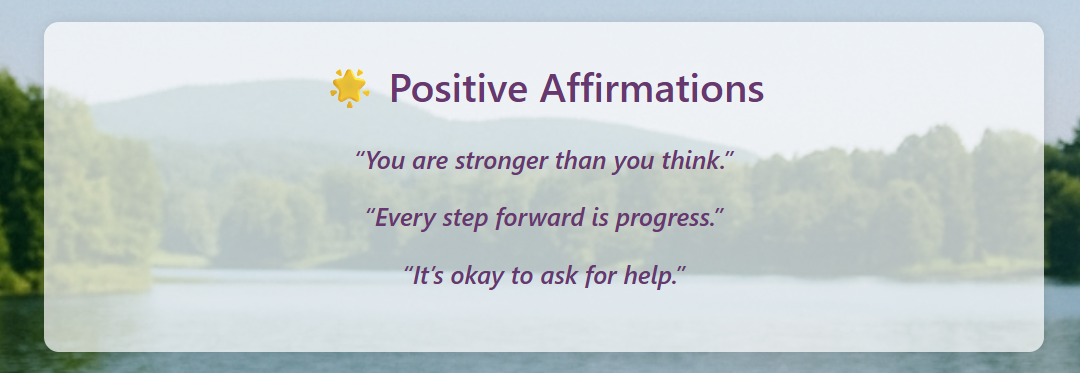 🌟 Positive Affirmations
“You are stronger than you think.”
“Every step forward is progress.”
“It’s okay to ask for help.”